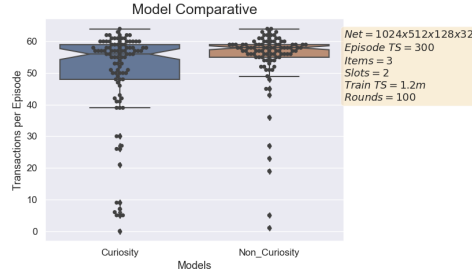 Model Comparative
Transactions per Episode
60
50
40
30
20
10
0
Curiosity
Non_Curiosity
Models
Net = 1024x512x128x32
Episode TS = 300
Items = 3
Slots = 2
Train TS = 1.2m
Rounds = 100